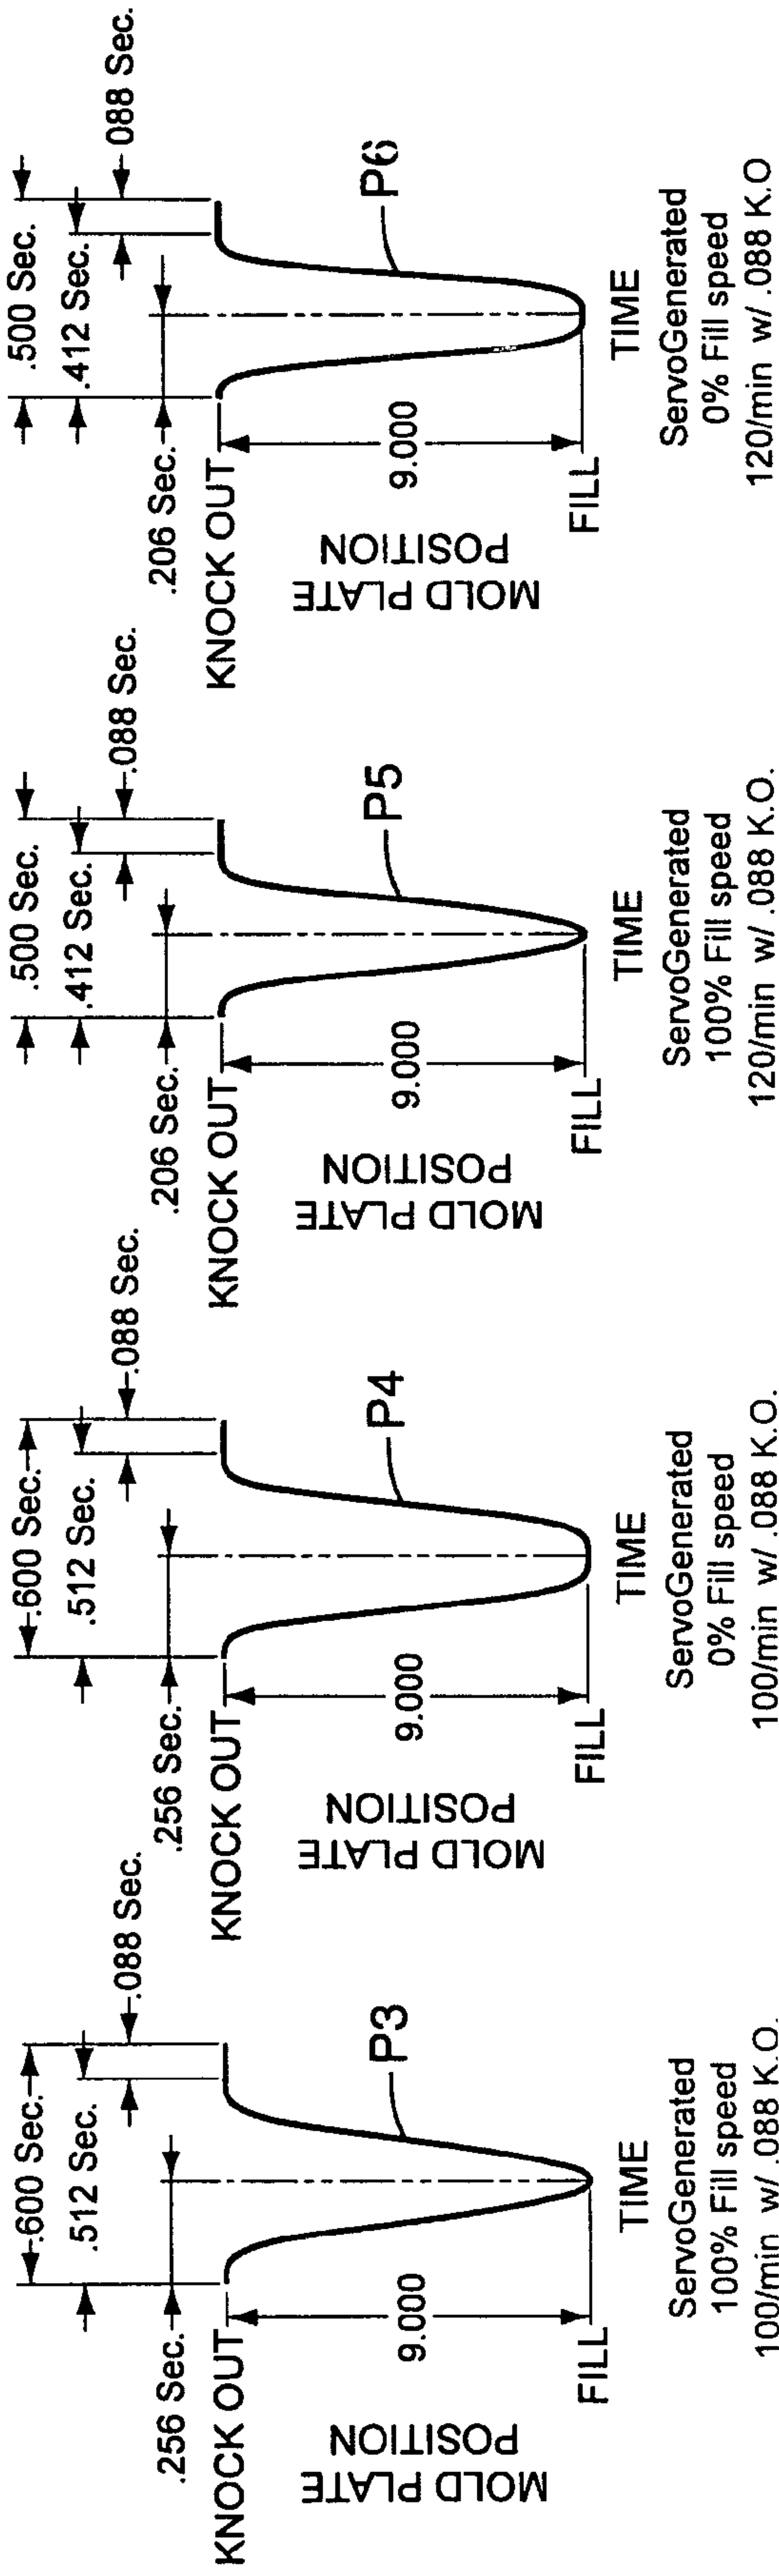 .600 Sec.
.512 Sec.
.088 Sec.
.256 Sec.
KNOCK OUT
MOLD PLATE
POSITION
9.000
P3
FILL
TIME
ServoGenerated
100% Fill speed
100/min w/ .088 K.O.
.600 Sec.
.512 Sec.
.088 Sec.
.256 Sec.
KNOCK OUT
MOLD PLATE
POSITION
9.000
P4
FILL
TIME
ServoGenerated
0% Fill speed
100/min w/ .088 K.O.
.500 Sec.
.412 Sec.
.088 Sec.
.206 Sec.
KNOCK OUT
MOLD PLATE
POSITION
9.000
P5
FILL
TIME
ServoGenerated
100% Fill speed
120/min w/ .088 K.O.
.500 Sec.
.412 Sec.
088 Sec.
.206 Sec.
KNOCK OUT
MOLD PLATE
POSITION
9.000
P6
FILL
TIME
ServoGenerated
0% Fill speed
120/min w/ .088 K.O